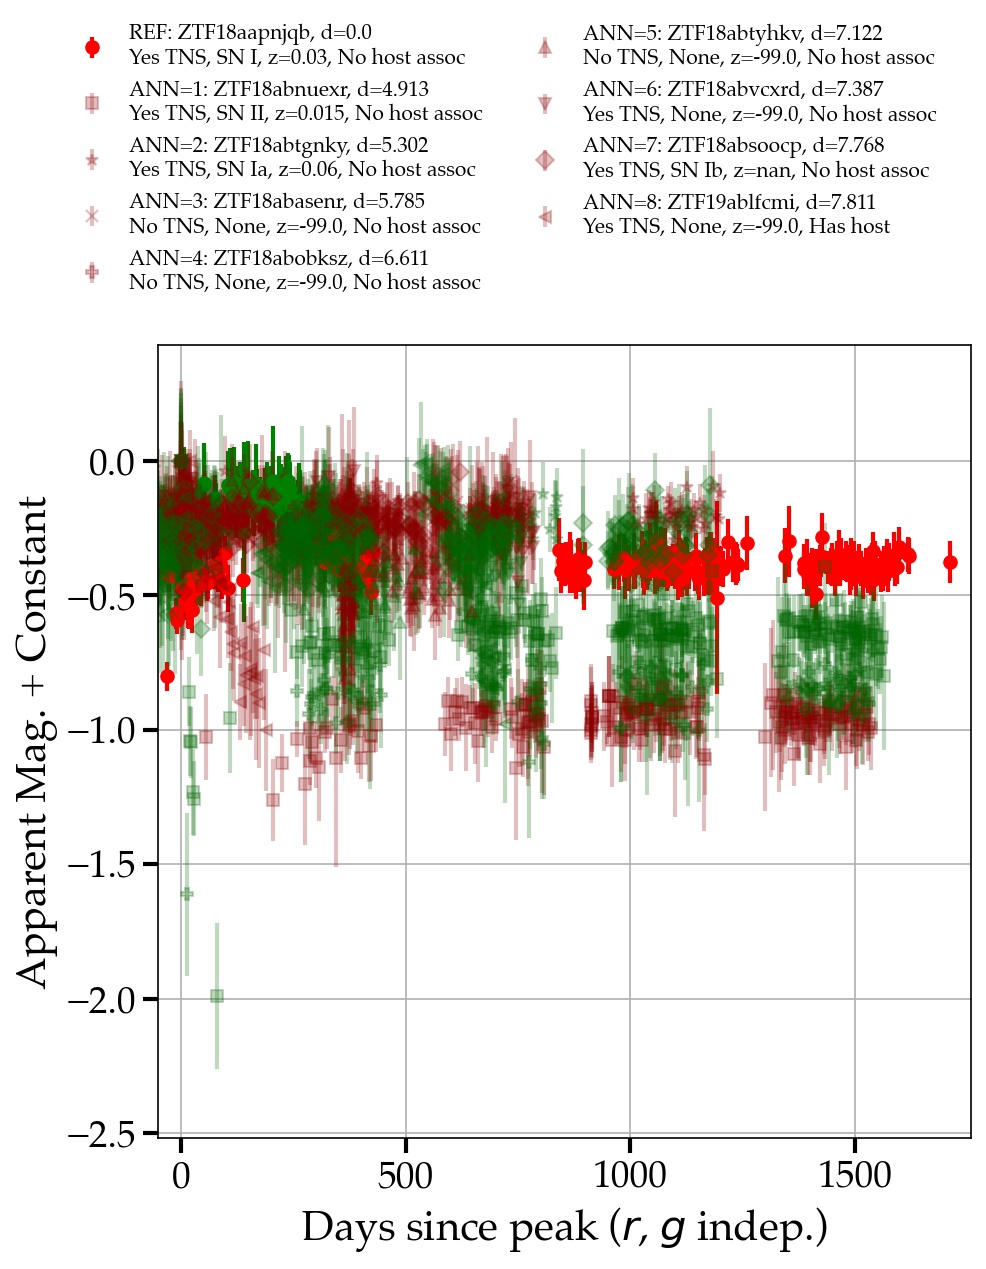 REF: ZTF18aapnjqb, d=0.0
Yes TNS, SN I, z=0.03, No host assoc
ANN=1: ZTF18abnuexr, d=4.913
Yes TNS, SN II, z=0.015, No host assoc
ANN=2: ZTF18abtgnky, d=5.302
Yes TNS, SN Ia, z=0.06, No host assoc
ANN=3: ZTF18abasenr, d=5.785
No TNS, None, z=-99.0, No host assoc
ANN=4: ZTF18abobksz, d=6.611
No TNS, None, z=-99.0, No host assoc
ANN=5: ZTF18abtyhkv, d=7.122
No TNS, None, z=-99.0, No host assoc
ANN=6: ZTF18abvcxrd, d=7.387
Yes TNS, None, z=-99.0, No host assoc
ANN=7: ZTF18absoocp, d=7.768
Yes TNS, SN Ib, z=nan, No host assoc
ANN=8: ZTF19ablfcmi, d=7.811
Yes TNS, None, z=-99.0, Has host
Apparent Mag. + Constant
0.0
−0.5
−1.0
−1.5
−2.0
−2.5
0
500
1000
1500
Days since peak (r, g indep.)